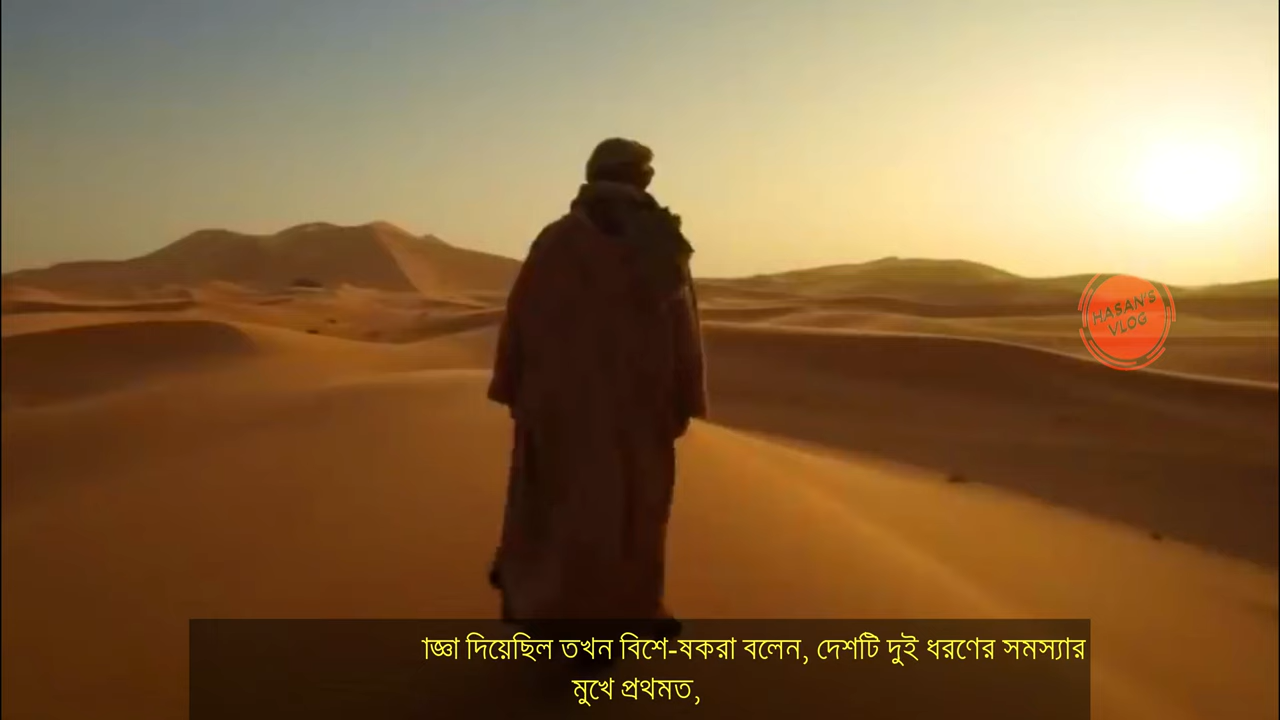 HASAN'S
VLOG
াজ্ঞা দিয়েছিল তখন বিশে-ষকরা বলেন, দেশটি দুই ধরণের সমস্যার
মুখে প্রথমত,